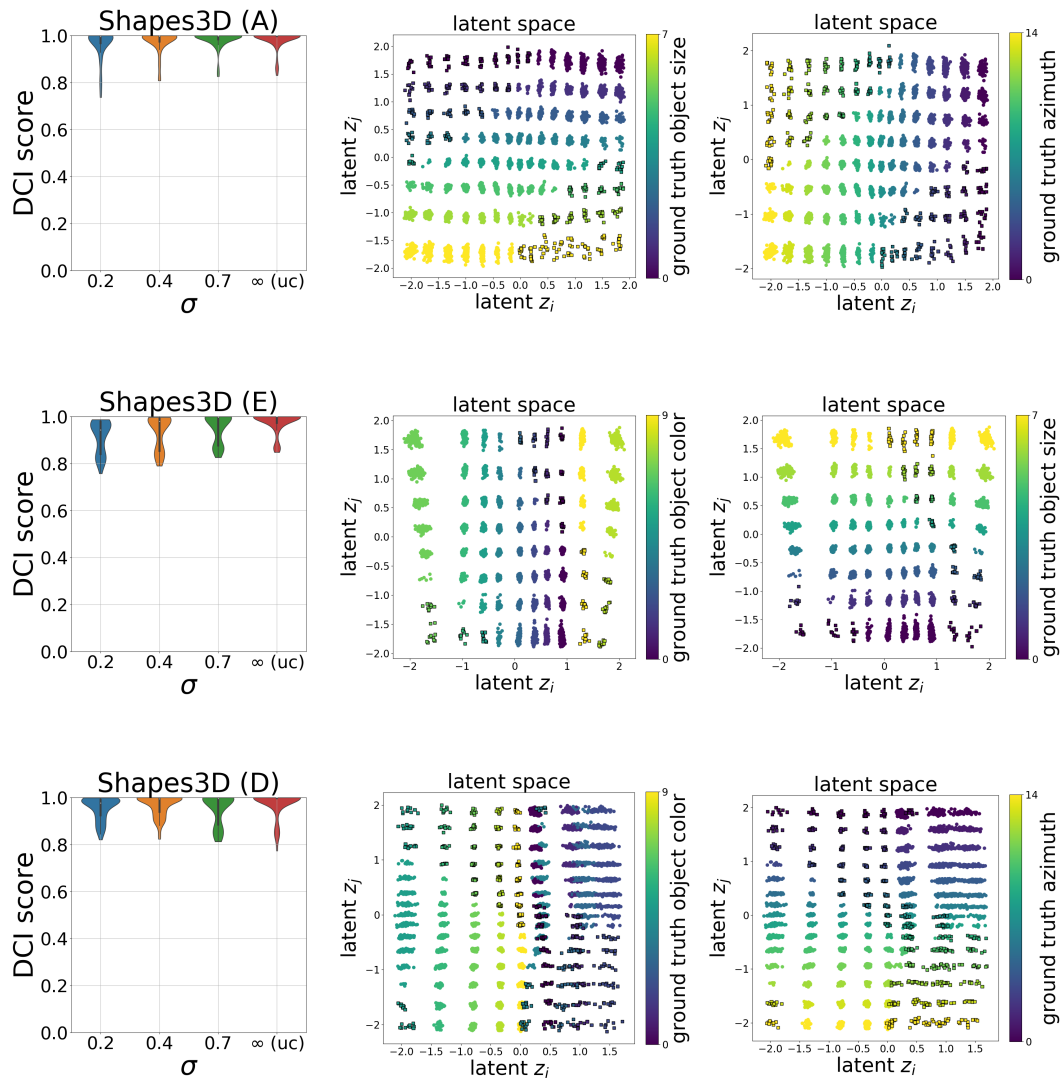 Shapes3D (A)
DCI score
1.0
0.8
0.6
0.4
0.2
0.0
0.2 0.4 0.7 ∞ (uc)
σ
latent space
latent z_j
2.0
1.5
1.0
0.5
0.0
−0.5
−1.0
−1.5
−2.0
−2.0 −1.5 −1.0 −0.5 0.0 0.5 1.0 1.5 2.0
latent z_i
7
ground truth object size
0
latent space
latent z_j
2
1
0
−1
−2
−2.0 −1.5 −1.0 −0.5 0.0 0.5 1.0 1.5 2.0
latent z_i
14
ground truth azimuth
0
Shapes3D (E)
DCI score
1.0
0.8
0.6
0.4
0.2
0.0
0.2 0.4 0.7 ∞ (uc)
σ
latent space
latent z_j
2.0
1.5
1.0
0.5
0.0
−0.5
−1.0
−1.5
−2.0
−2 −1 0 1 2
latent z_i
9
ground truth object color
0
latent space
latent z_j
2.0
1.5
1.0
0.5
0.0
−0.5
−1.0
−1.5
−2.0
−2 −1 0 1 2
latent z_i
7
ground truth object size
0
Shapes3D (D)
DCI score
1.0
0.8
0.6
0.4
0.2
0.0
0.2 0.4 0.7 ∞ (uc)
σ
latent space
latent z_j
2
1
0
−1
−2
−2.0 −1.5 −1.0 −0.5 0.0 0.5 1.0 1.5
latent z_i
9
ground truth object color
0
latent space
latent z_j
2
1
0
−1
−2
−2.0 −1.5 −1.0 −0.5 0.0 0.5 1.0 1.5
latent z_i
14
ground truth azimuth
0